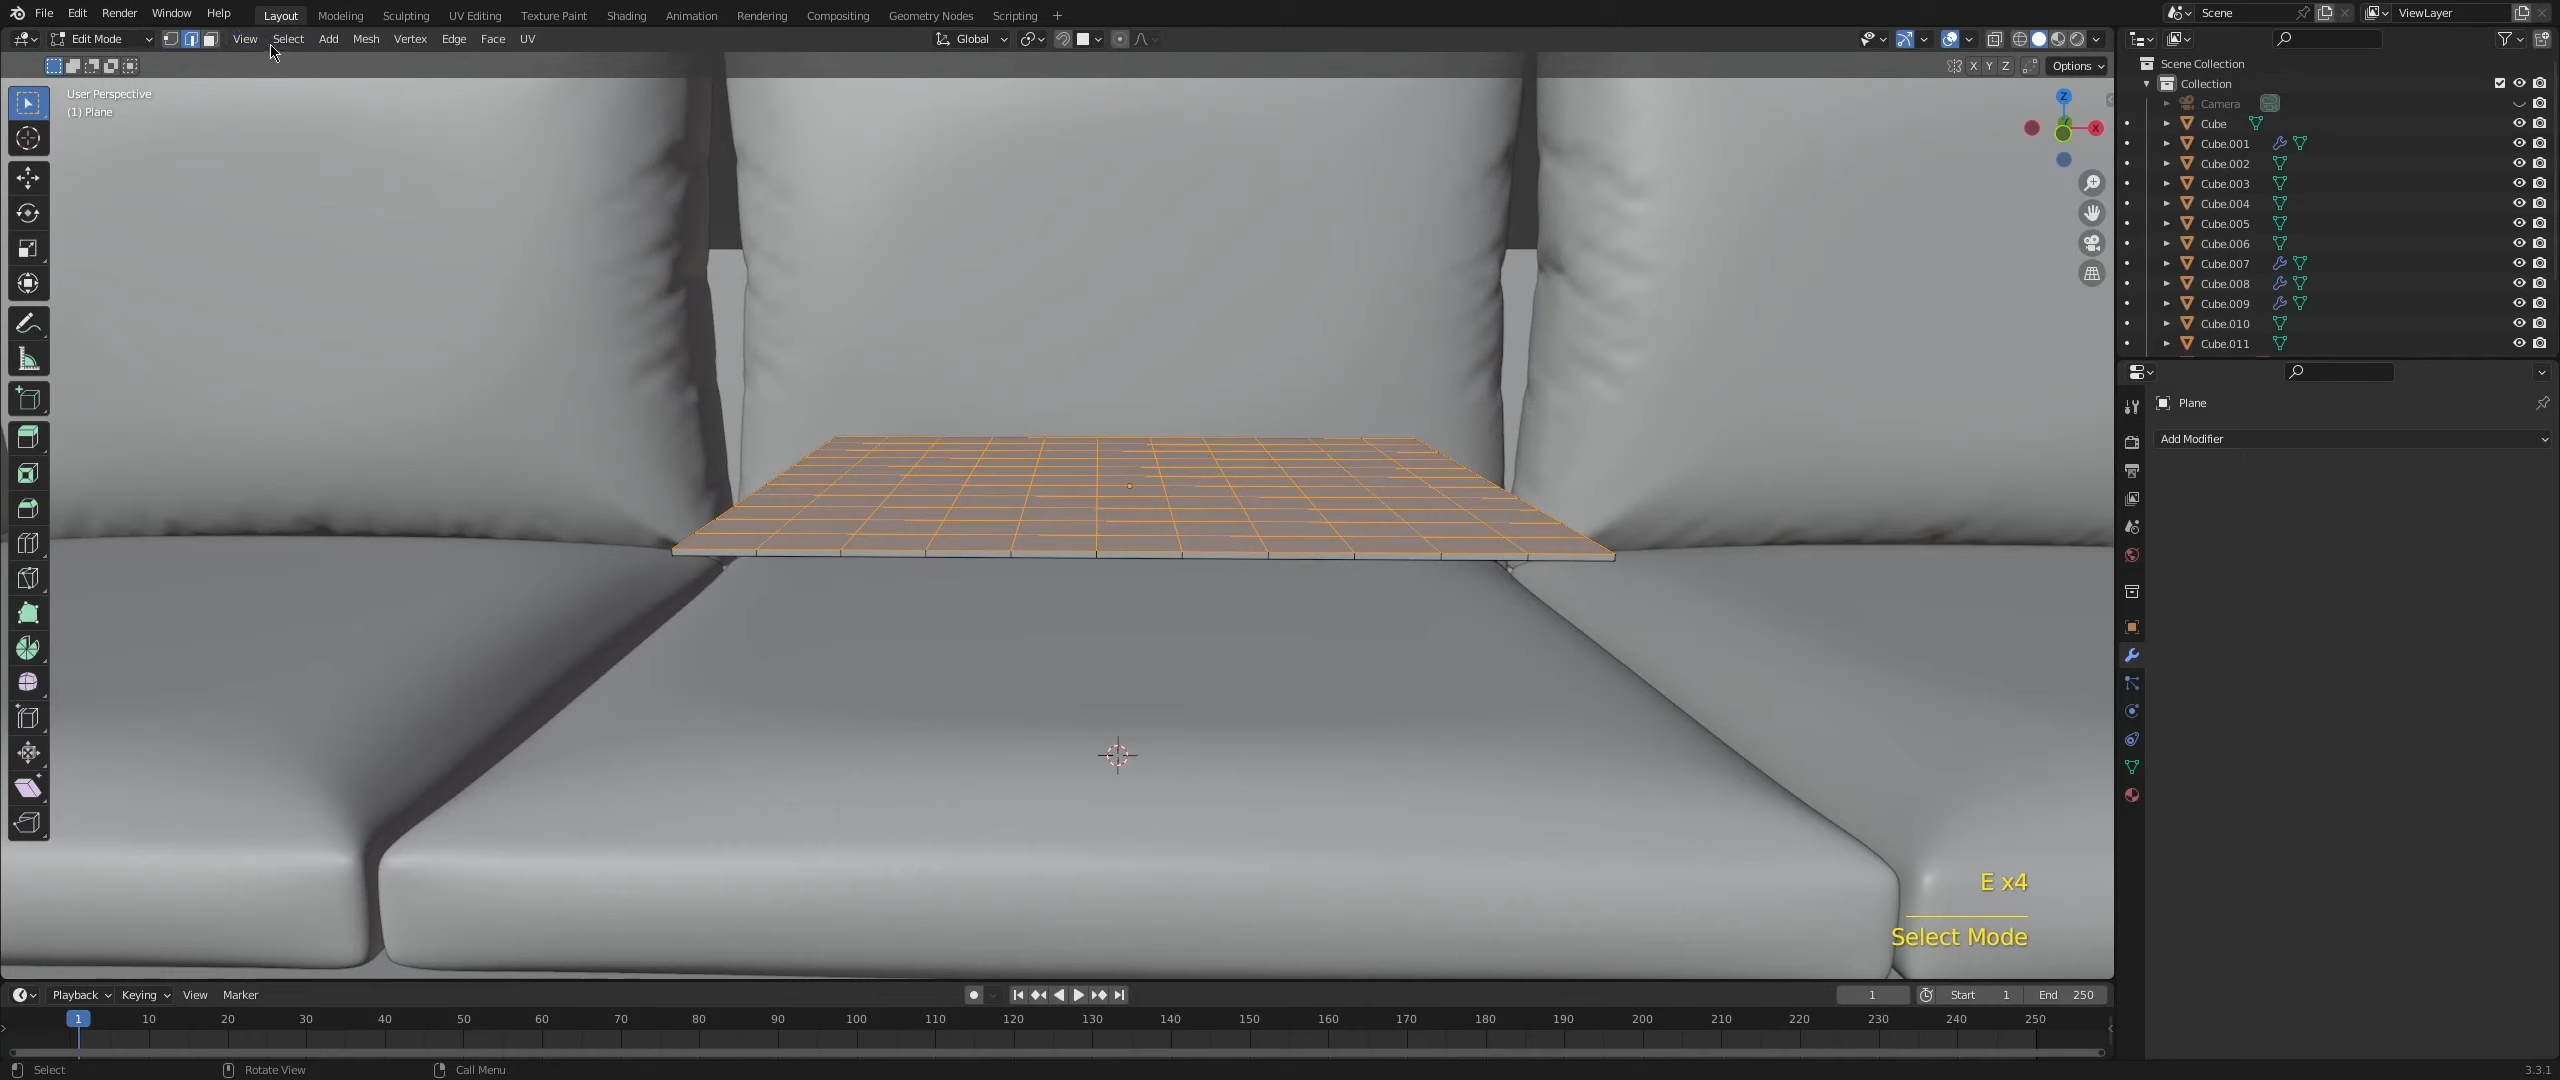 File Edit Render Window Help
Layout Modeling Sculpting UV Editing Texture Paint Shading Animation Rendering Compositing Geometry Nodes Scripting +
Scene ViewLayer
Edit Mode View Select Add Mesh Vertex Edge Face UV
Global
X Y Z Options
User Perspective
(1) Plane
Z
Y
X
Scene Collection
Collection
Camera
Cube
Cube.001
Cube.002
Cube.003
Cube.004
Cube.005
Cube.006
Cube.007
Cube.008
Cube.009
Cube.010
Cube.011
Plane
Add Modifier
E x4
Select Mode
Playback Keying View Marker
1 Start 1 End 250
1 10 20 30 40 50 60 70 80 90 100 110 120 130 140 150 160 170 180 190 200 210 220 230 240 250
Select Rotate View Call Menu
3.3.1